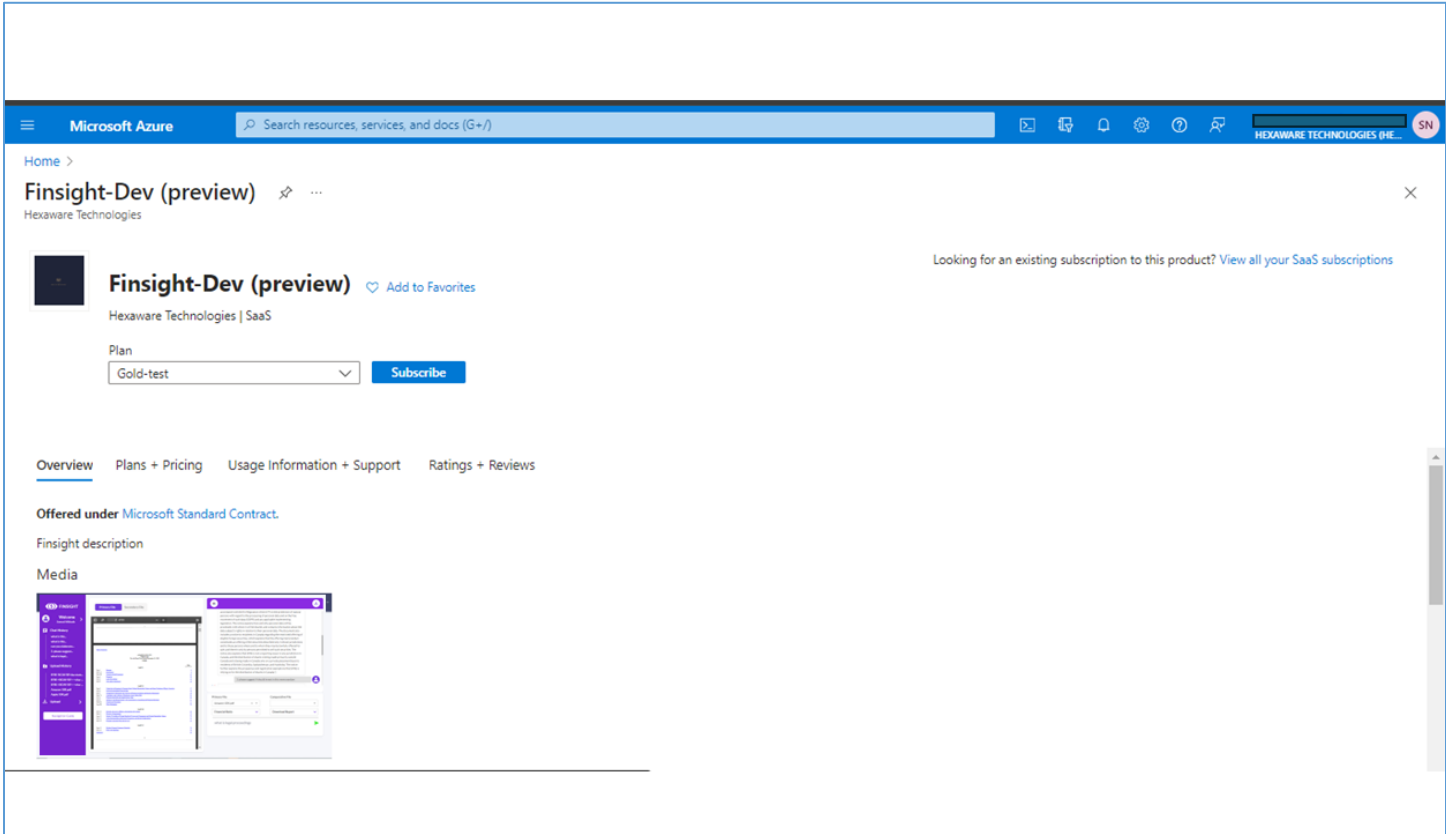 Microsoft Azure
Search resources, services, and docs (G+/)
HEXAWARE TECHNOLOGIES (HE...
SN
Home >
Finsight-Dev (preview)
...
Hexaware Technologies
Looking for an existing subscription to this product? View all your SaaS subscriptions
Finsight-Dev (preview)
Add to Favorites
Hexaware Technologies | SaaS
Plan
Gold-test
Subscribe
Overview
Plans + Pricing
Usage Information + Support
Ratings + Reviews
Offered under Microsoft Standard Contract.
Finsight description
Media
FINSIGHT
Welcome